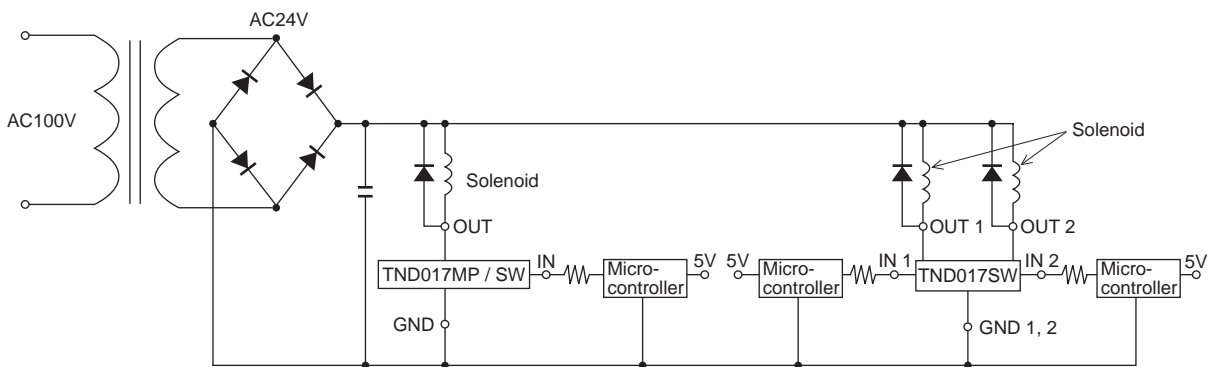 AC24V
AC100V
Solenoid
Solenoid
OUT
OUT 1
OUT 2
TND017MP / SW
IN
Micro-
controller
5V
5V
Micro-
controller
IN 1
TND017SW
IN 2
Micro-
controller
5V
GND
GND 1, 2